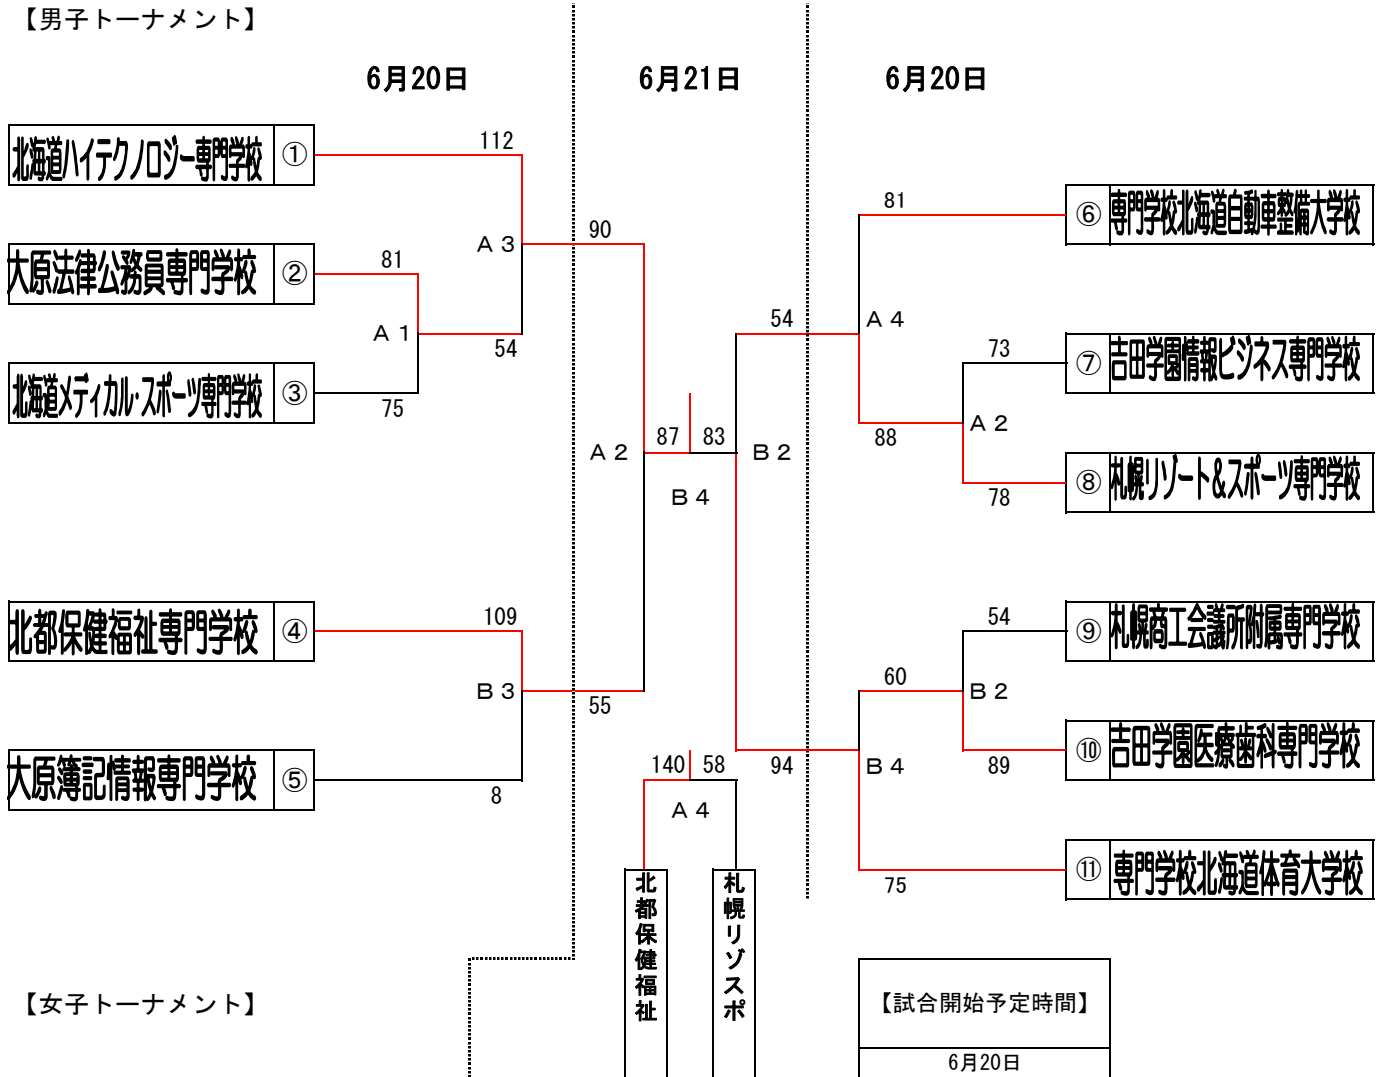 【男子トーナメント】
6月20日
6月21日
6月20日
北海道ハイテクノロジー専門学校 ①
112
81
⑥ 専門学校北海道自動車整備大学校
A3
90
大原法律公務員専門学校 ②
81
A1
54
54
A4
73
⑦ 吉田学園情報ビジネス専門学校
北海道メディカル・スポーツ専門学校 ③
75
A2
87
83
B2
88
A2
B4
78
⑧ 札幌リゾート&スポーツ専門学校
北都保健福祉専門学校 ④
109
54
⑨ 札幌商工会議所附属専門学校
B3
55
60
B2
大原簿記情報専門学校 ⑤
8
140
58
94
B4
89
⑩ 吉田学園医療歯科専門学校
A4
75
⑪ 専門学校北海道体育大学校
北都保健福祉
札幌リゾスポ
【女子トーナメント】
【試合開始予定時間】
6月20日